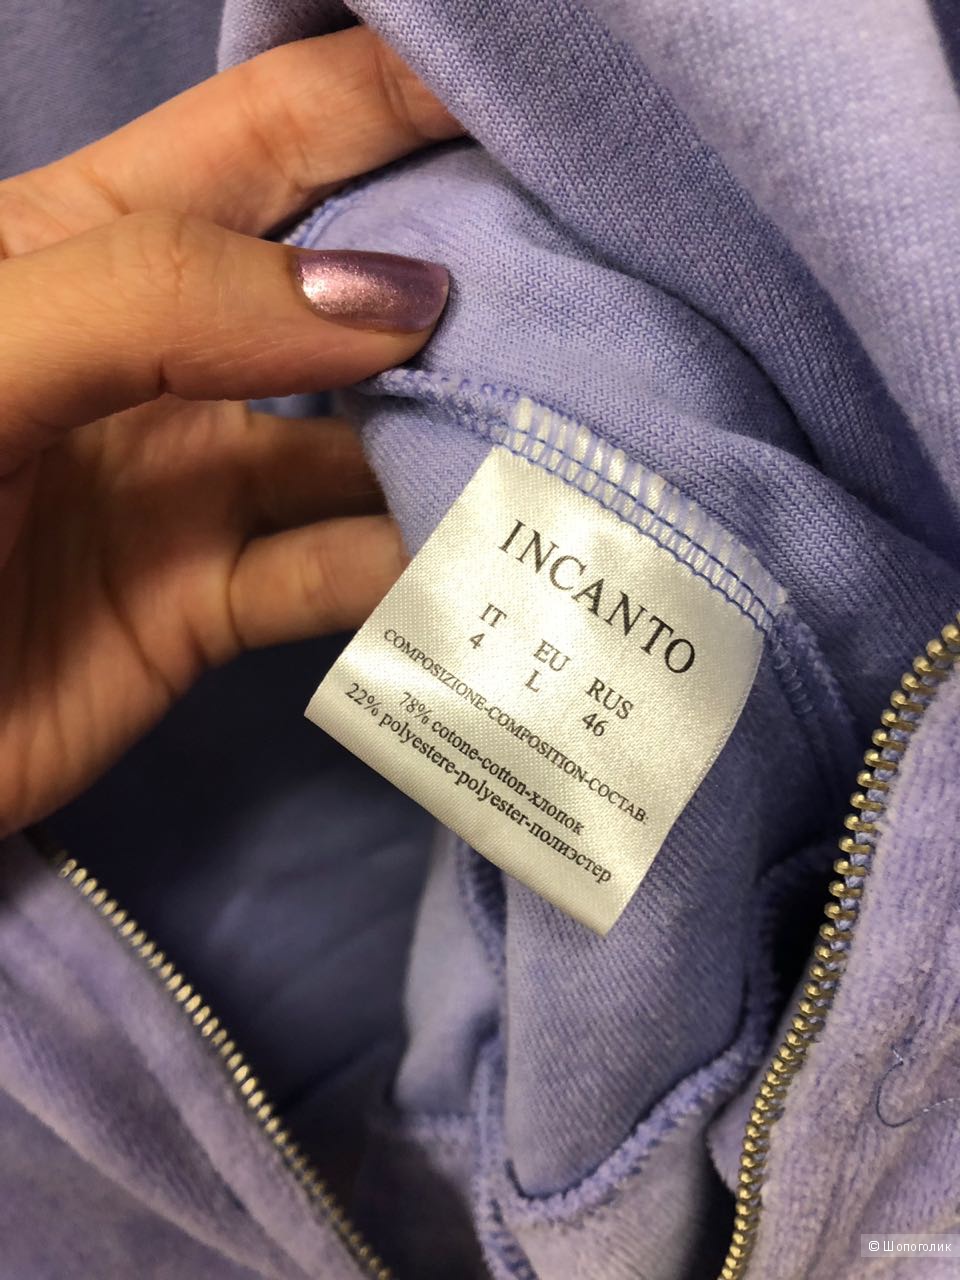 INCANTO
IT EU RUS
4 L 46
COMPOSIZIONE-COMPOSITION-СОСТАВ:
78% cotone-cotton-хлопок
22% polyestere-polyester-полиэстер
© Шопоголик